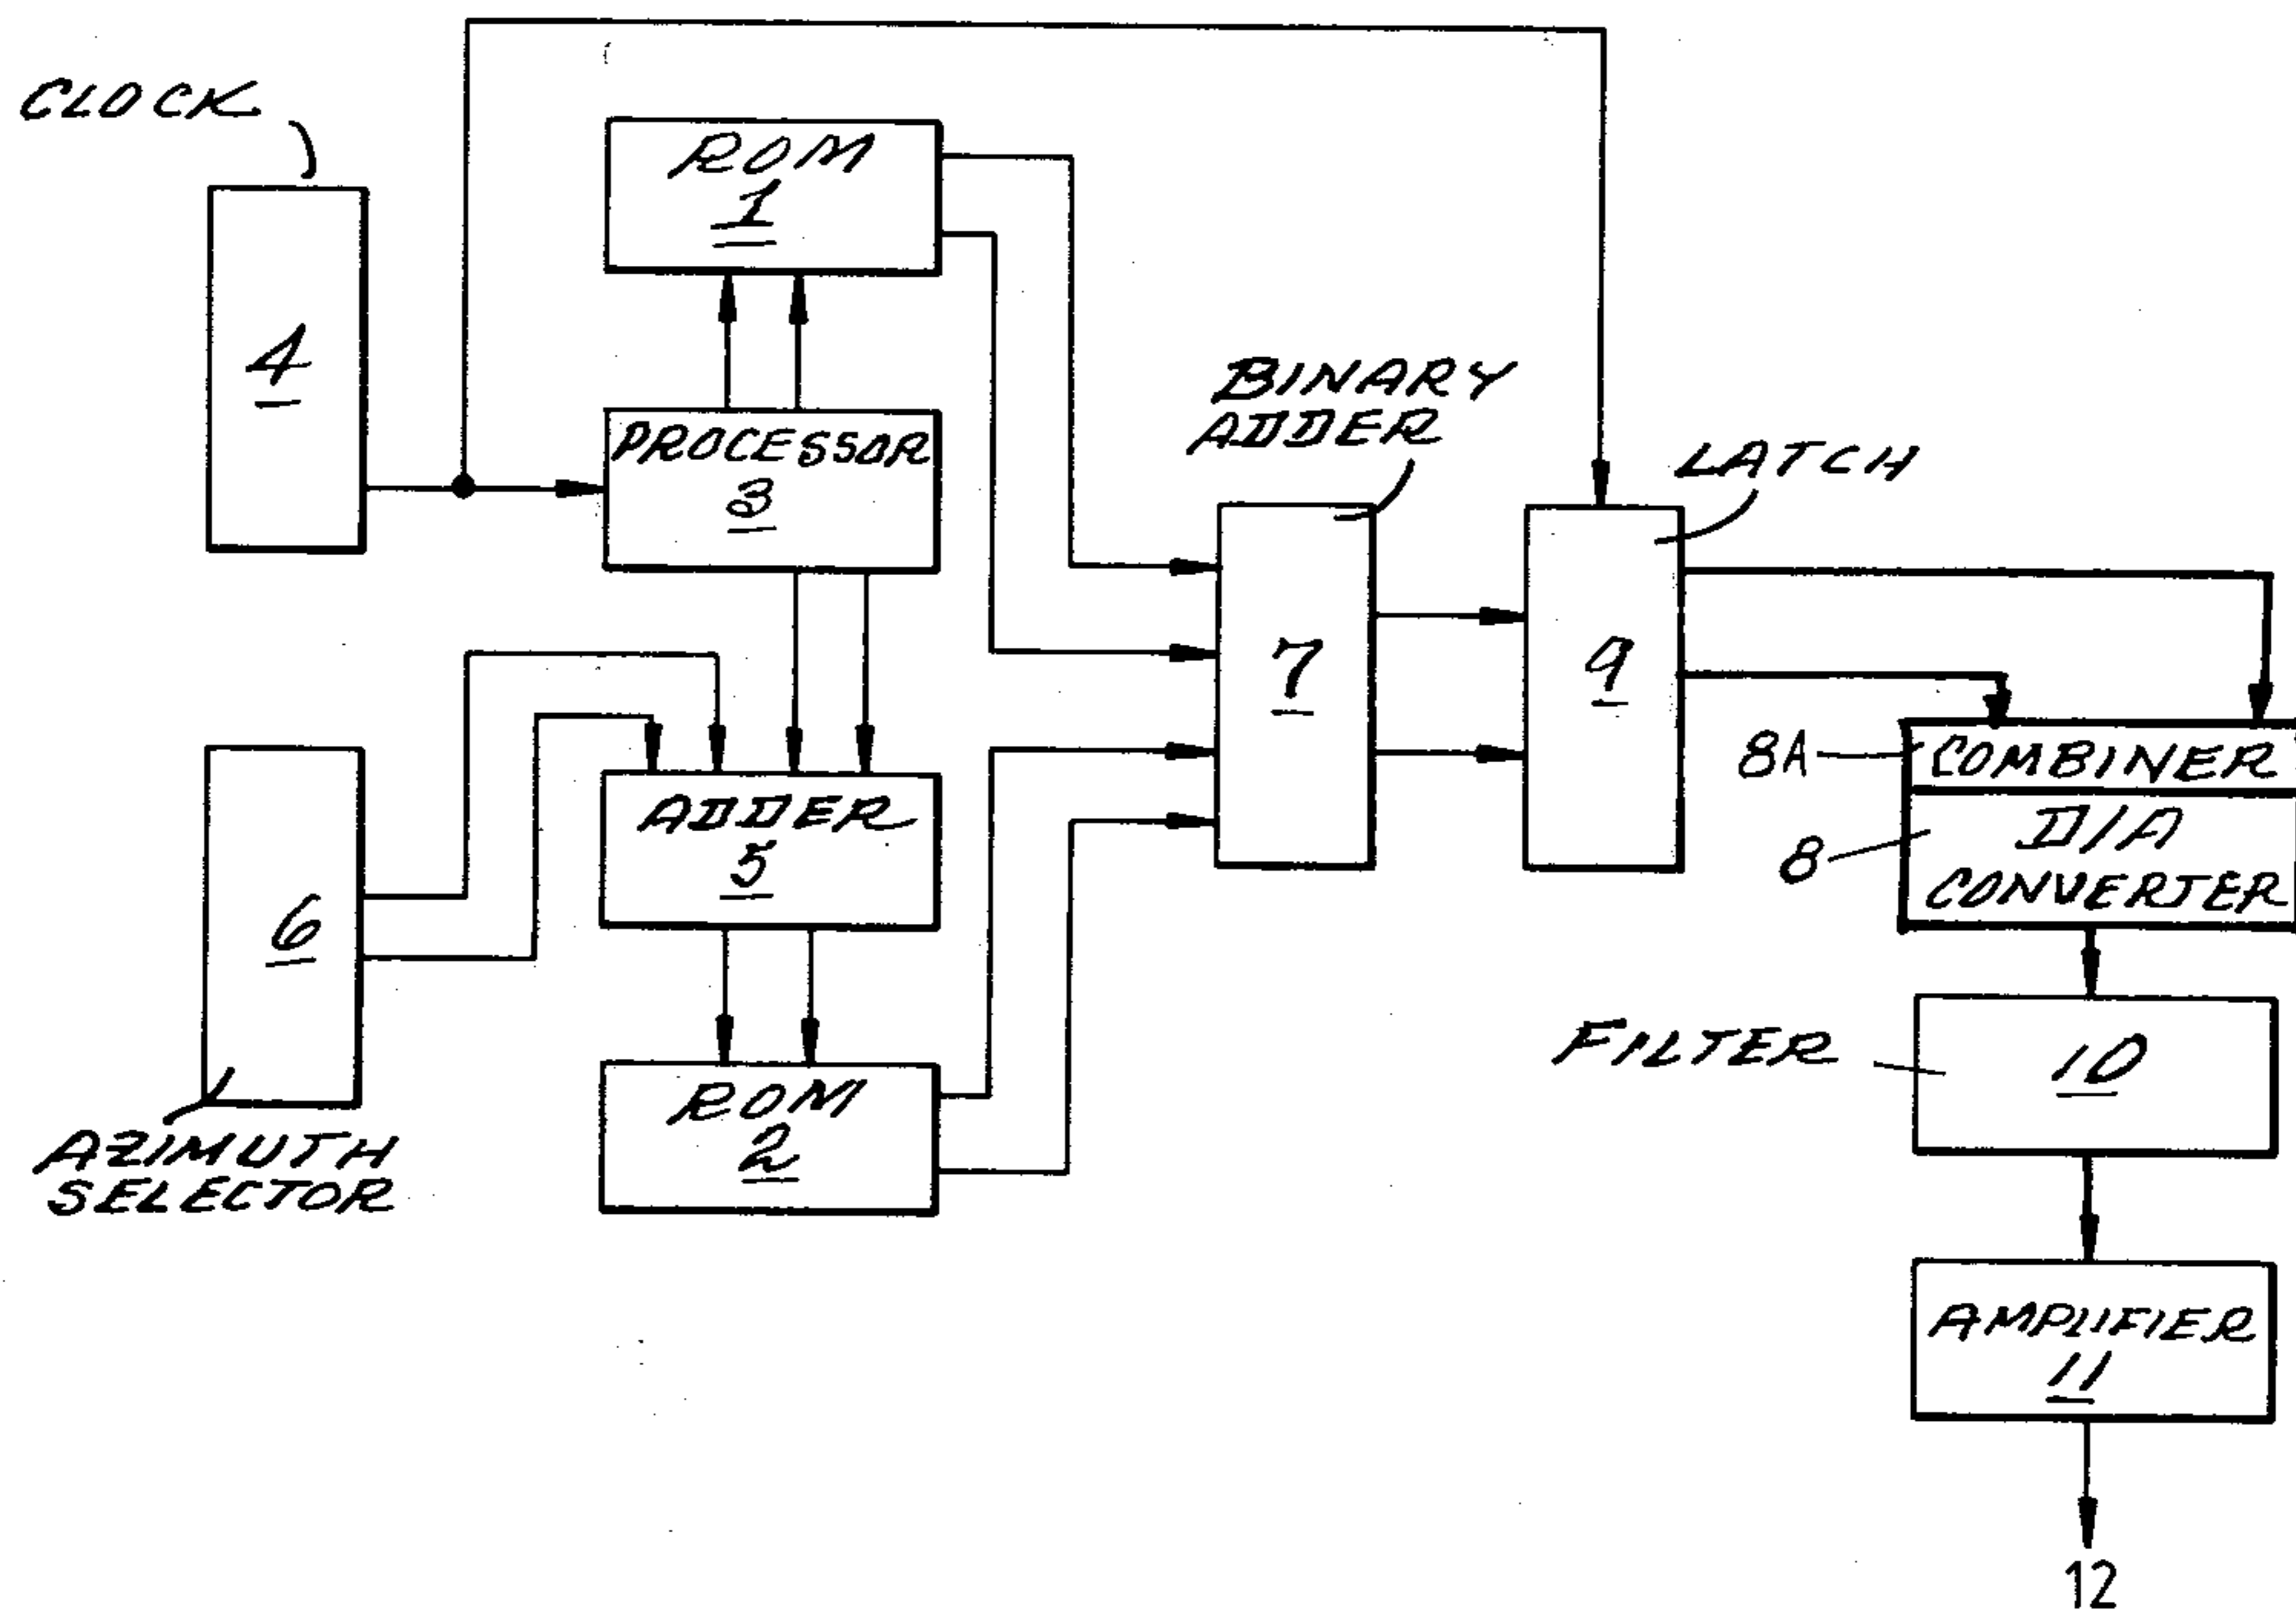 CLOCK
ROM
1
4
PROCESSOR
3
BINARY
ADDER
LATCH
7
9
8A
COMBINER
D/A
8
CONVERTER
ADDER
5
6
FILTER
10
ROM
2
AZIMUTH
SELECTOR
AMPLIFIER
11
12